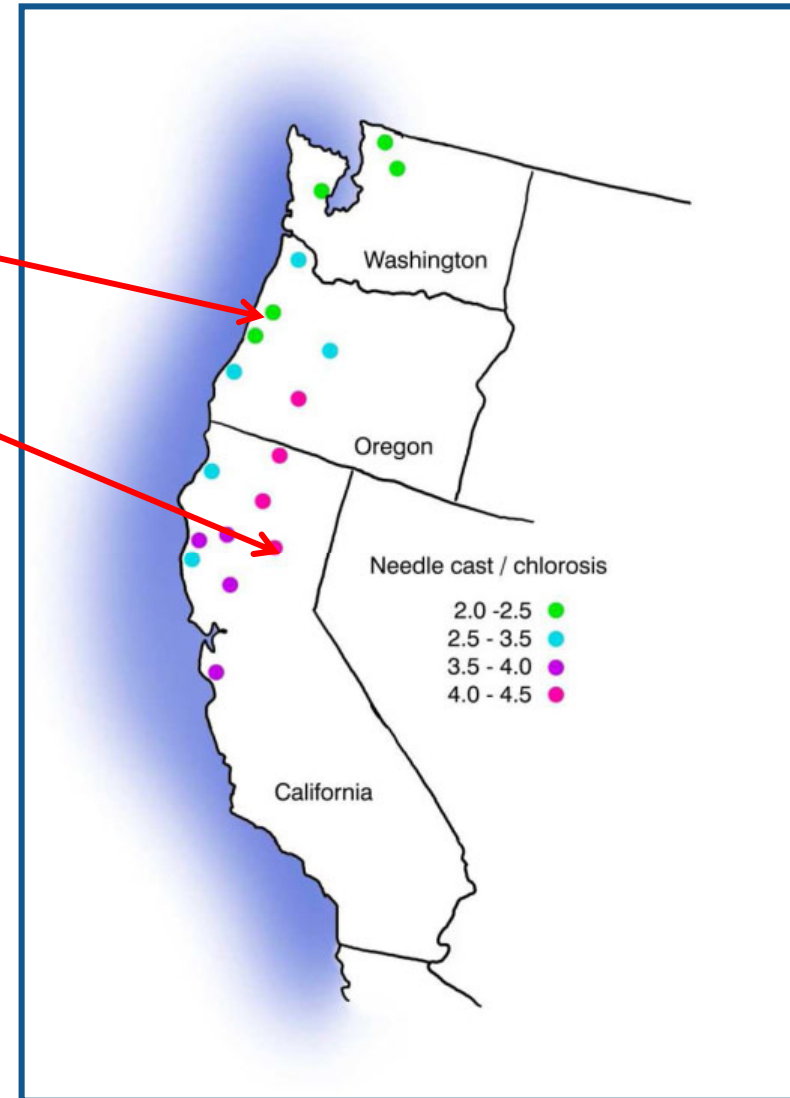 Washington
Oregon
Needle cast / chlorosis
2.0 -2.5
2.5 - 3.5
3.5 - 4.0
4.0 - 4.5
California